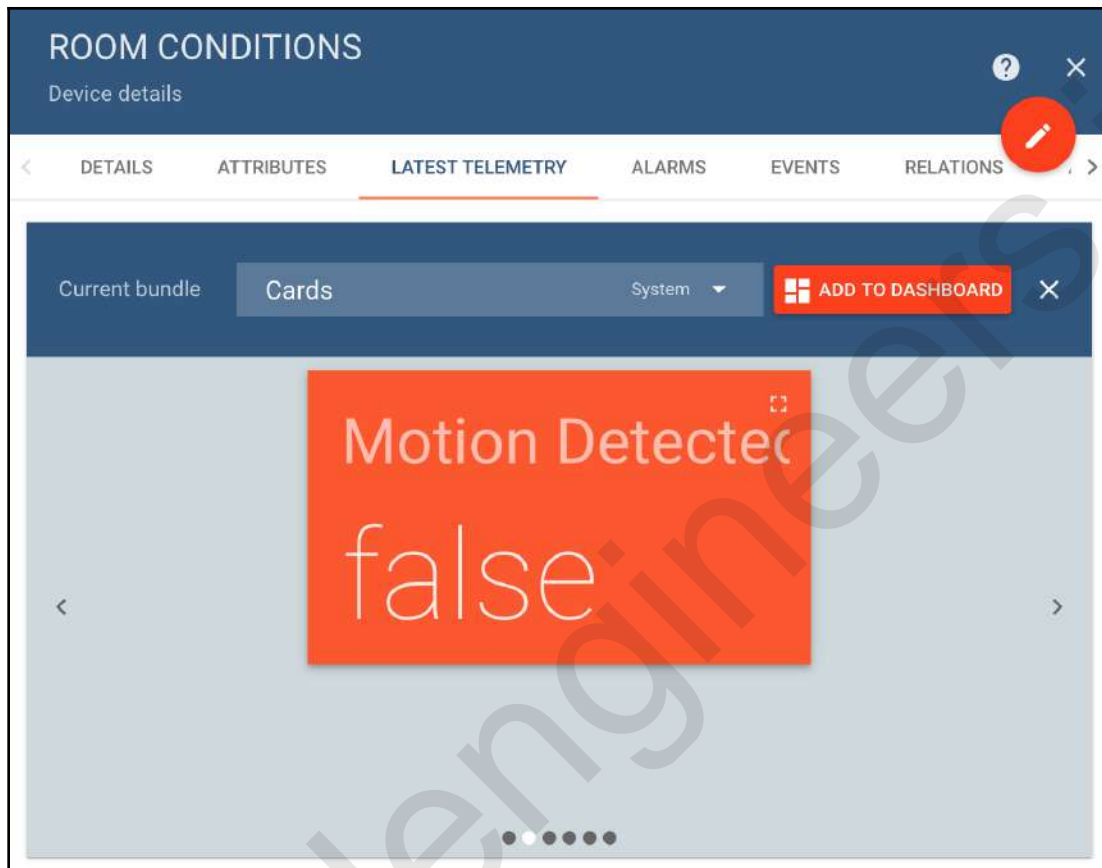 ROOM CONDITIONS
Device details
DETAILS ATTRIBUTES LATEST TELEMETRY ALARMS EVENTS RELATIONS
Current bundle Cards System ADD TO DASHBOARD
Motion Detected
false